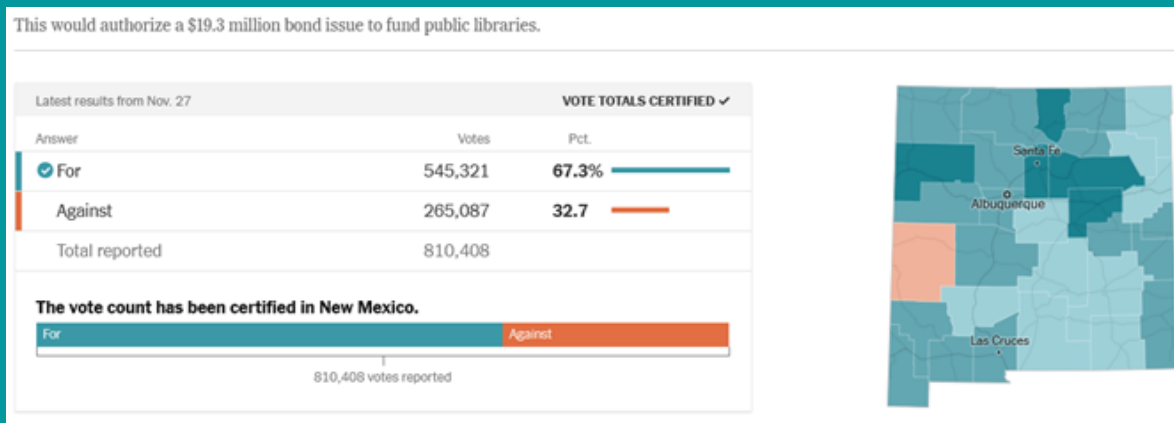 This would authorize a $19.3 million bond issue to fund public libraries.
Latest results from Nov. 27 VOTE TOTALS CERTIFIED ✓
Answer Votes Pct.
For 545,321 67.3%
Against 265,087 32.7
Total reported 810,408
The vote count has been certified in New Mexico.
For Against
810,408 votes reported
Santa Fe
Albuquerque
Las Cruces